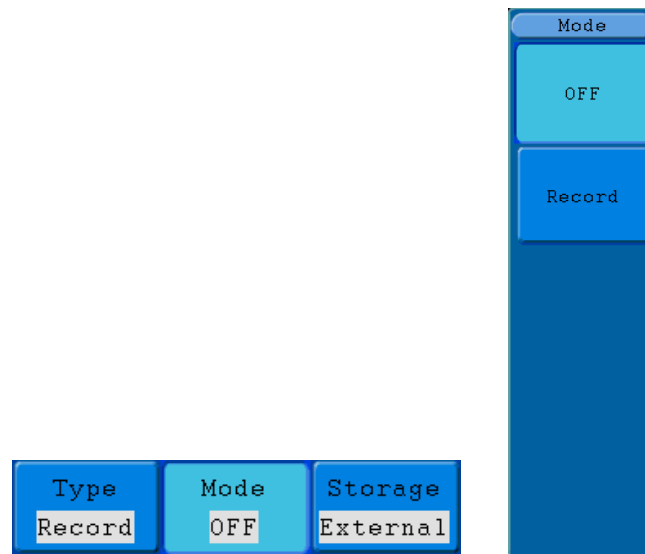 Mode
OFF
Record
Type
Record
Mode
OFF
Storage
External